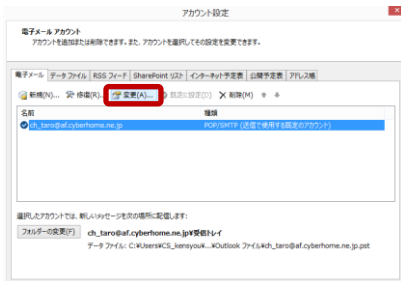 アカウント設定
電子メール アカウント
アカウントを追加または削除できます。また、アカウントを選択してその設定を変更できます。
電子メール データ ファイル RSS フィード SharePoint リスト インターネット予定表 公開予定表 アドレス帳
新規(N)... 修復(R)... 変更(A)... 既定に設定(D) 削除(M)
名前 種類
ch_taro@af.cyberhome.ne.jp POP/SMTP (送信で使用する既定のアカウント)
選択したアカウントでは、新しいメッセージを次の場所に配信します:
フォルダーの変更(F) ch_taro@af.cyberhome.ne.jp¥受信トレイ
データ ファイル: C:¥Users¥CS_kensyou¥...¥Outlook ファイル¥ch_taro@af.cyberhome.ne.jp.pst